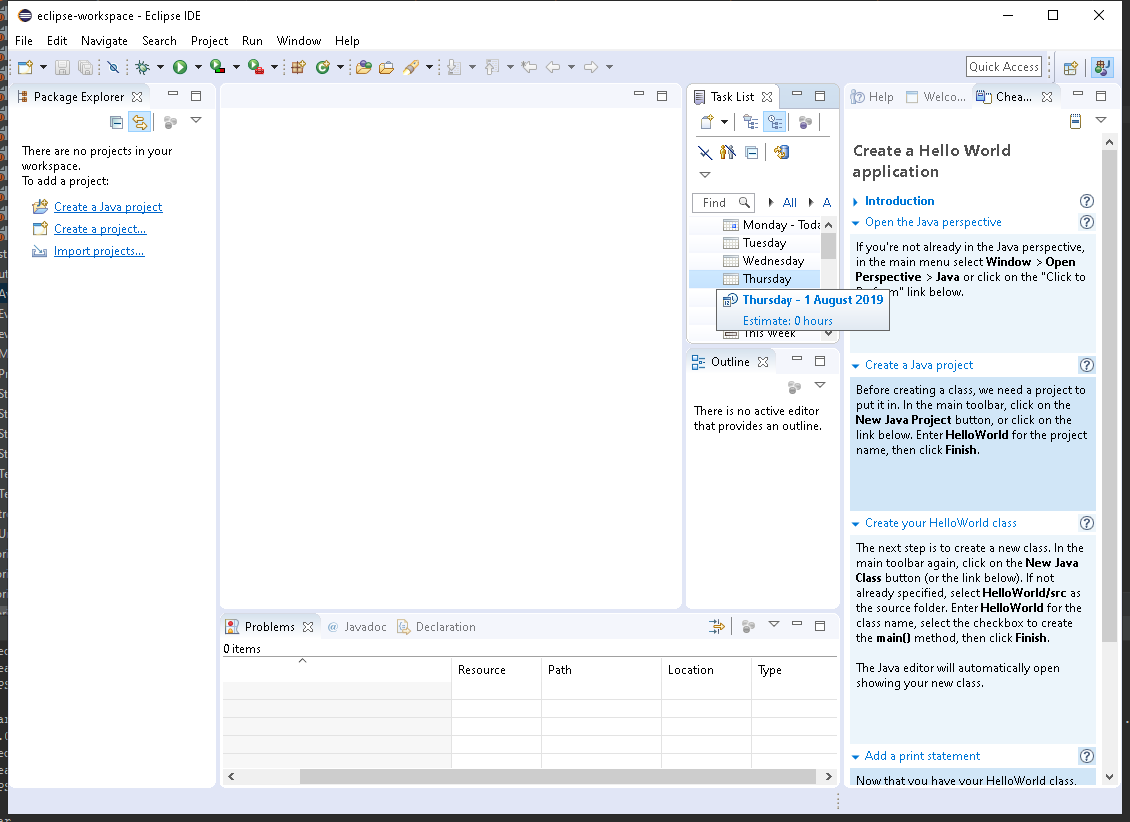 eclipse-workspace - Eclipse IDE
File Edit Navigate Search Project Run Window Help
Quick Access
Package Explorer
There are no projects in your
workspace.
To add a project:
Create a Java project
Create a project...
Import projects...
Task List
Find All A
Monday - Toda
Tuesday
Wednesday
Thursday
Thursday - 1 August 2019
Estimate: 0 hours
This Week
Outline
There is no active editor
that provides an outline.
Problems Javadoc Declaration
0 items
Resource Path Location Type
Help Welco... Chea...
Create a Hello World
application
Introduction
Open the Java perspective
If you're not already in the Java perspective,
in the main menu select Window > Open
Perspective > Java or click on the "Click to
" link below.
Create a Java project
Before creating a class, we need a project to
put it in. In the main toolbar, click on the
New Java Project button, or click on the
link below. Enter HelloWorld for the project
name, then click Finish.
Create your HelloWorld class
The next step is to create a new class. In the
main toolbar again, click on the New Java
Class button (or the link below). If not
already specified, select HelloWorld/src as
the source folder. Enter HelloWorld for the
class name, select the checkbox to create
the main() method, then click Finish.
The Java editor will automatically open
showing your new class.
Add a print statement
Now that you have your HelloWorld class,